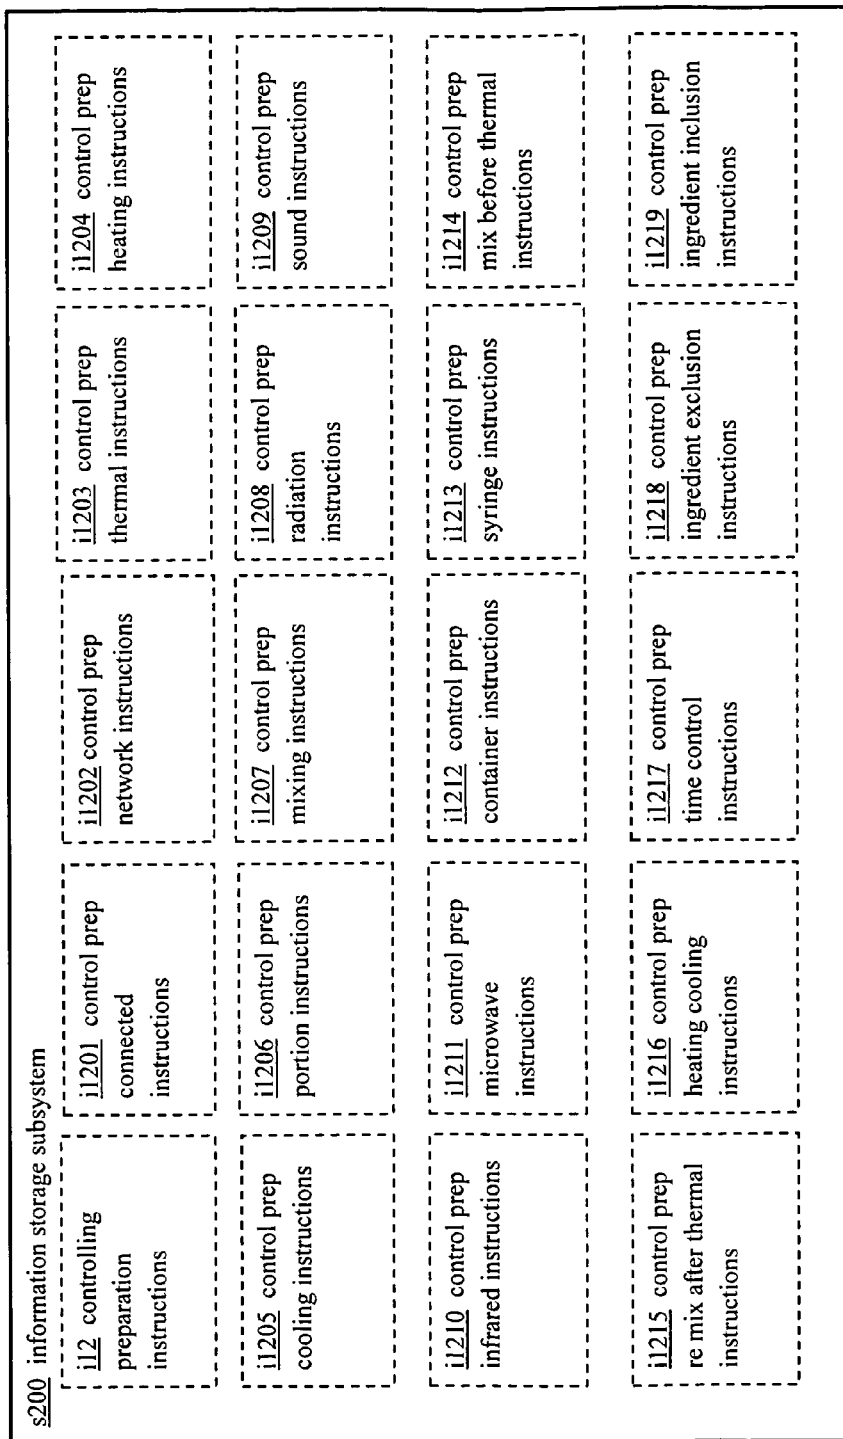 s200 information storage subsystem
i12 controlling
preparation
instructions
i1201 control prep
connected
instructions
i1202 control prep
network instructions
i1203 control prep
thermal instructions
i1204 control prep
heating instructions
i1205 control prep
cooling instructions
i1206 control prep
portion instructions
i1207 control prep
mixing instructions
i1208 control prep
radiation
instructions
i1209 control prep
sound instructions
i1210 control prep
infrared instructions
i1211 control prep
microwave
instructions
i1212 control prep
container instructions
i1213 control prep
syringe instructions
i1214 control prep
mix before thermal
instructions
i1215 control prep
re mix after thermal
instructions
i1216 control prep
heating cooling
instructions
i1217 control prep
time control
instructions
i1218 control prep
ingredient exclusion
instructions
i1219 control prep
ingredient inclusion
instructions